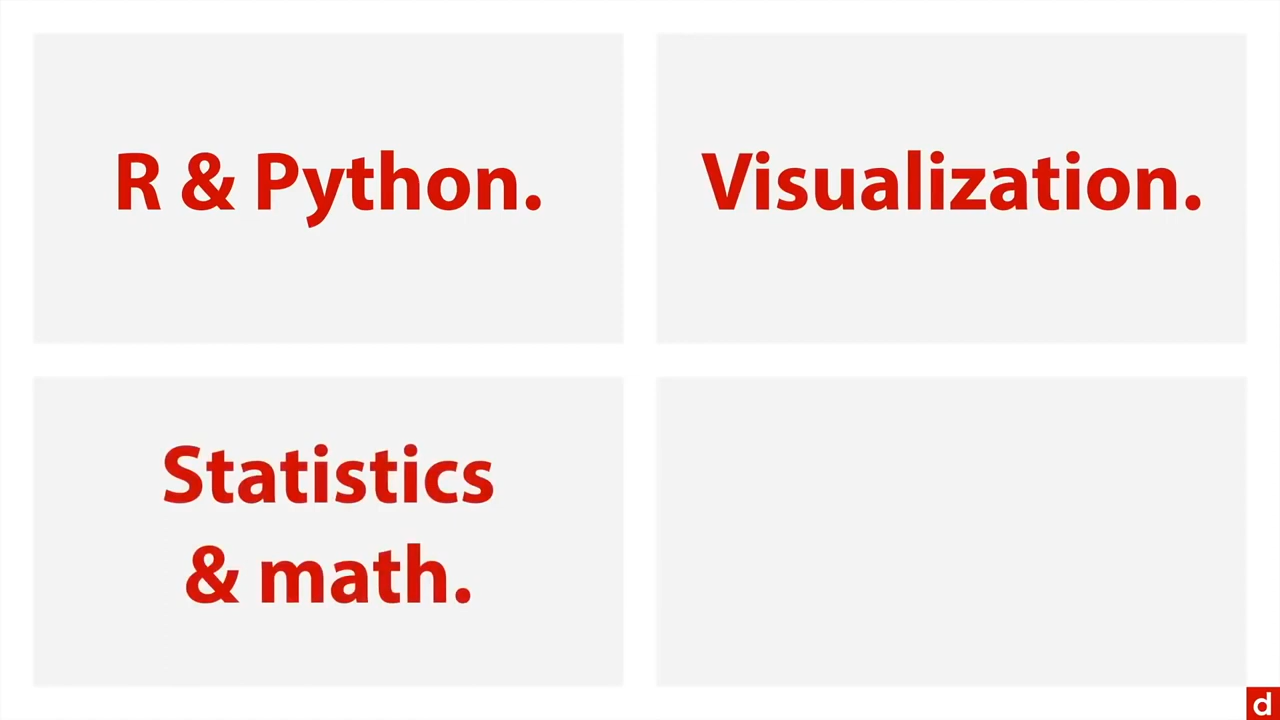 R & Python.
Visualization.
Statistics
& math.
d